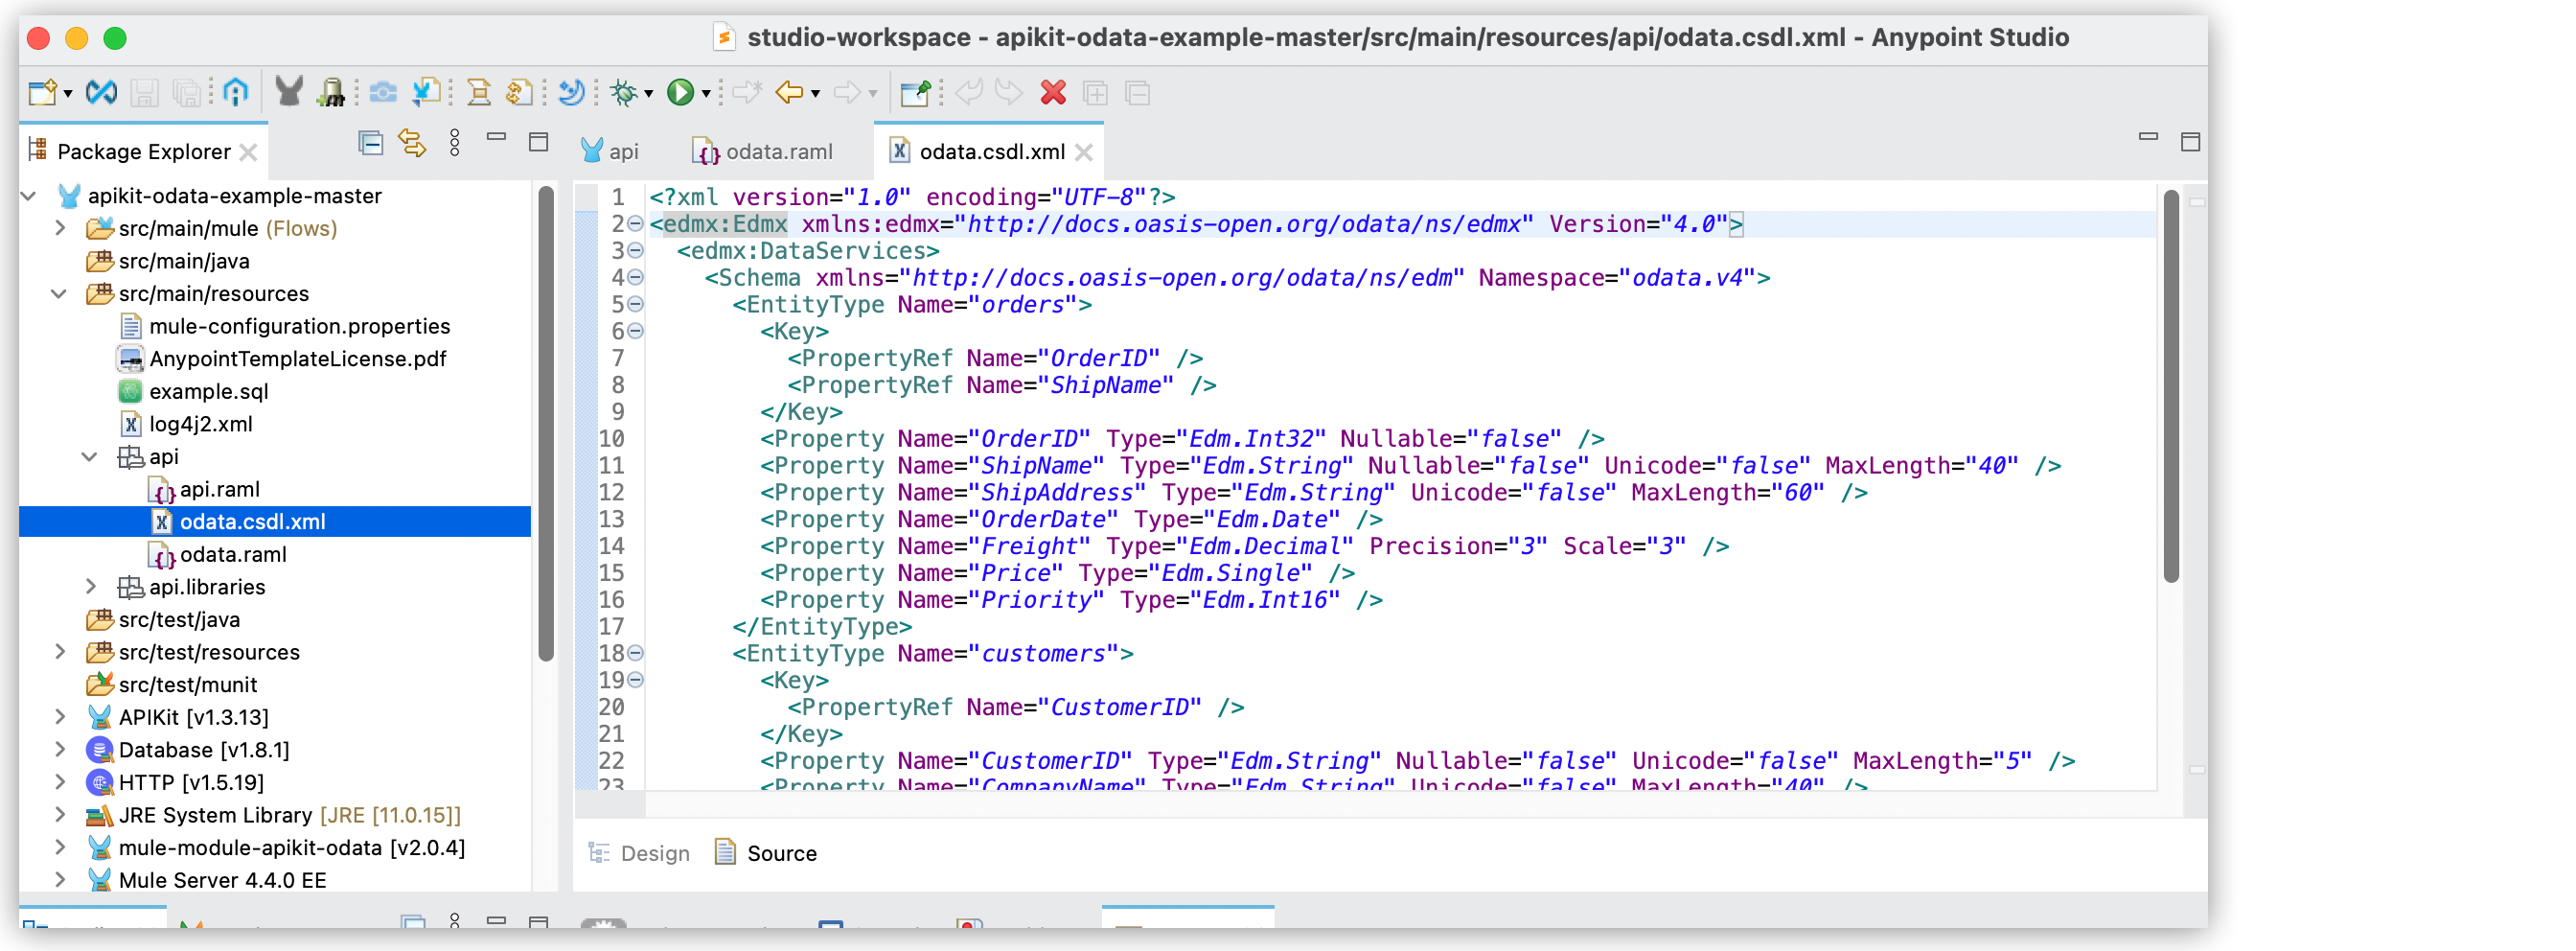 studio-workspace - apikit-odata-example-master/src/main/resources/api/odata.csdl.xml - Anypoint Studio
Package Explorer
apikit-odata-example-master
src/main/mule (Flows)
src/main/java
src/main/resources
mule-configuration.properties
AnypointTemplateLicense.pdf
example.sql
log4j2.xml
api
api.raml
odata.csdl.xml
odata.raml
api.libraries
src/test/java
src/test/resources
src/test/munit
APIKit [v1.3.13]
Database [v1.8.1]
HTTP [v1.5.19]
JRE System Library [JRE [11.0.15]]
mule-module-apikit-odata [v2.0.4]
Mule Server 4.4.0 EE
api
odata.raml
odata.csdl.xml
1 <?xml version="1.0" encoding="UTF-8"?>
2 <edmx:Edmx xmlns:edmx="http://docs.oasis-open.org/odata/ns/edmx" Version="4.0">
3 <edmx:DataServices>
4 <Schema xmlns="http://docs.oasis-open.org/odata/ns/edm" Namespace="odata.v4">
5 <EntityType Name="orders">
6 <Key>
7 <PropertyRef Name="OrderID" />
8 <PropertyRef Name="ShipName" />
9 </Key>
10 <Property Name="OrderID" Type="Edm.Int32" Nullable="false" />
11 <Property Name="ShipName" Type="Edm.String" Nullable="false" Unicode="false" MaxLength="40" />
12 <Property Name="ShipAddress" Type="Edm.String" Unicode="false" MaxLength="60" />
13 <Property Name="OrderDate" Type="Edm.Date" />
14 <Property Name="Freight" Type="Edm.Decimal" Precision="3" Scale="3" />
15 <Property Name="Price" Type="Edm.Single" />
16 <Property Name="Priority" Type="Edm.Int16" />
17 </EntityType>
18 <EntityType Name="customers">
19 <Key>
20 <PropertyRef Name="CustomerID" />
21 </Key>
22 <Property Name="CustomerID" Type="Edm.String" Nullable="false" Unicode="false" MaxLength="5" />
23 <Property Name="CompanyName" Type="Edm.String" Unicode="false" MaxLength="40" />
Design
Source